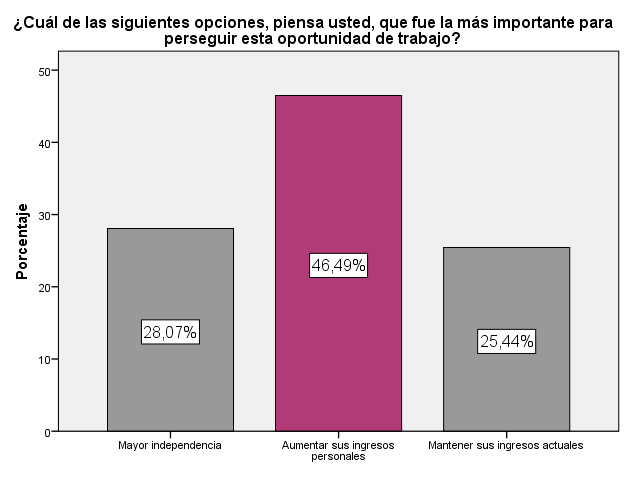 ¿Cuál de las siguientes opciones, piensa usted, que fue la más importante para
perseguir esta oportunidad de trabajo?
Porcentaje
50
40
30
20
10
0
28,07%
46,49%
25,44%
Mayor independencia
Aumentar sus ingresos
personales
Mantener sus ingresos actuales